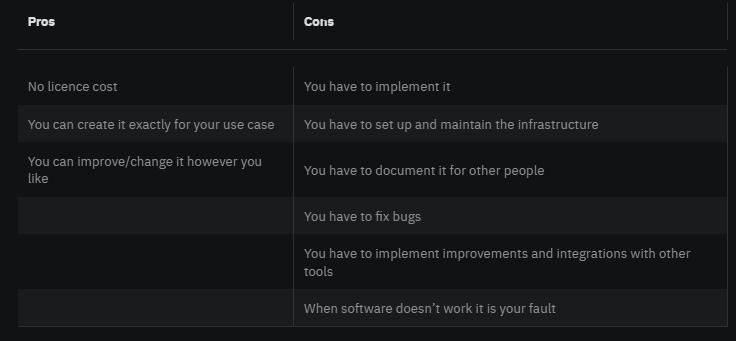 Pros Cons
No licence cost You have to implement it
You can create it exactly for your use case You have to set up and maintain the infrastructure
You can improve/change it however you
like
You have to document it for other people
You have to fix bugs
You have to implement improvements and integrations with other
tools
When software doesn’t work it is your fault